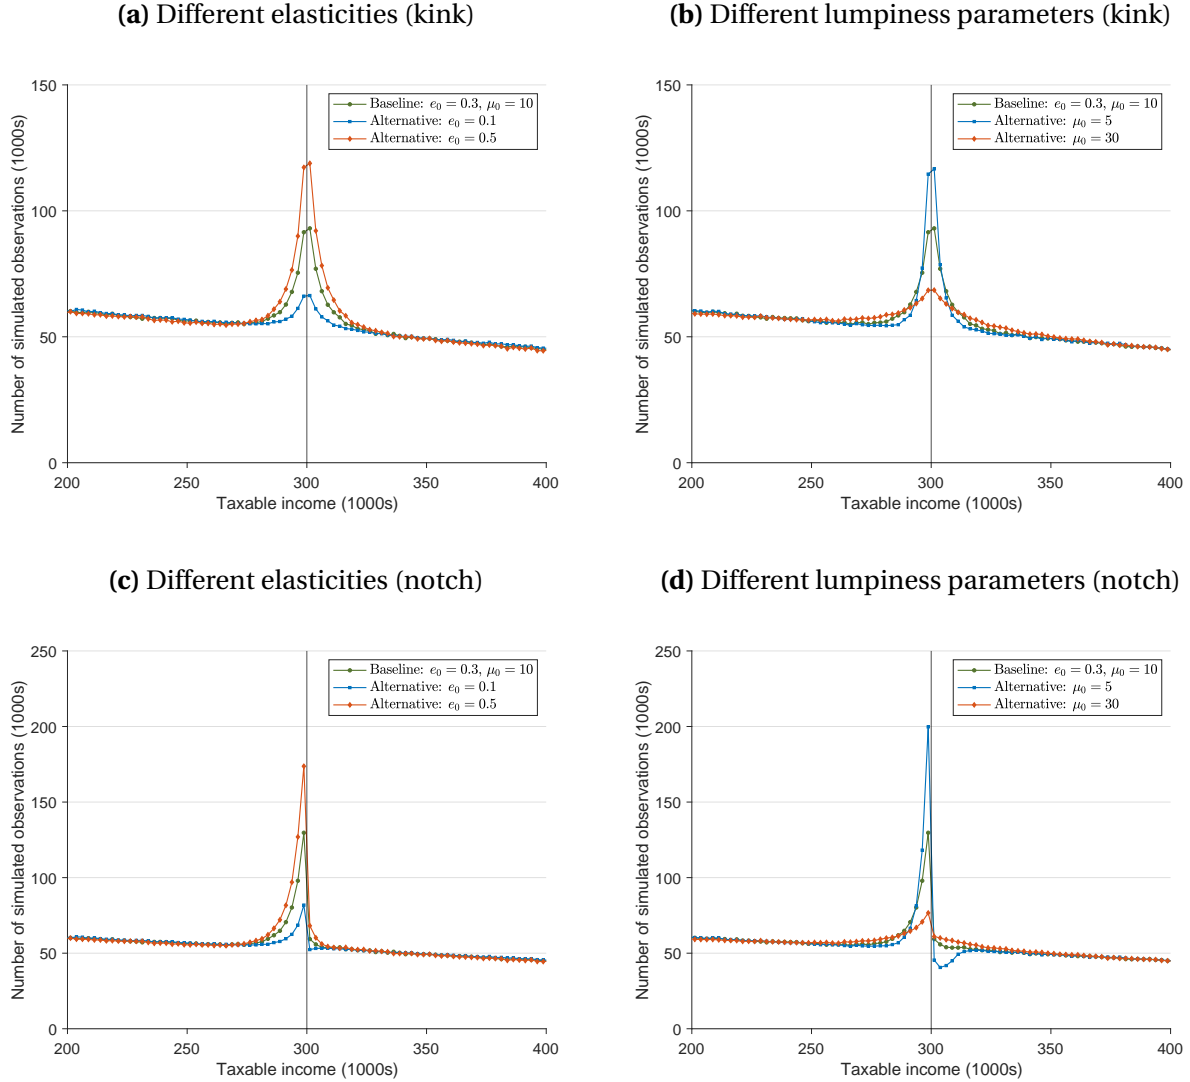 (a) Different elasticities (kink)
Number of simulated observations (1000s)
150
100
50
0
200
250
300
350
400
Taxable income (1000s)
Baseline: e₀ = 0.3, μ₀ = 10
Alternative: e₀ = 0.1
Alternative: e₀ = 0.5
(b) Different lumpiness parameters (kink)
Number of simulated observations (1000s)
150
100
50
0
200
250
300
350
400
Taxable income (1000s)
Baseline: e₀ = 0.3, μ₀ = 10
Alternative: μ₀ = 5
Alternative: μ₀ = 30
(c) Different elasticities (notch)
Number of simulated observations (1000s)
250
200
150
100
50
0
200
250
300
350
400
Taxable income (1000s)
Baseline: e₀ = 0.3, μ₀ = 10
Alternative: e₀ = 0.1
Alternative: e₀ = 0.5
(d) Different lumpiness parameters (notch)
Number of simulated observations (1000s)
250
200
150
100
50
0
200
250
300
350
400
Taxable income (1000s)
Baseline: e₀ = 0.3, μ₀ = 10
Alternative: μ₀ = 5
Alternative: μ₀ = 30